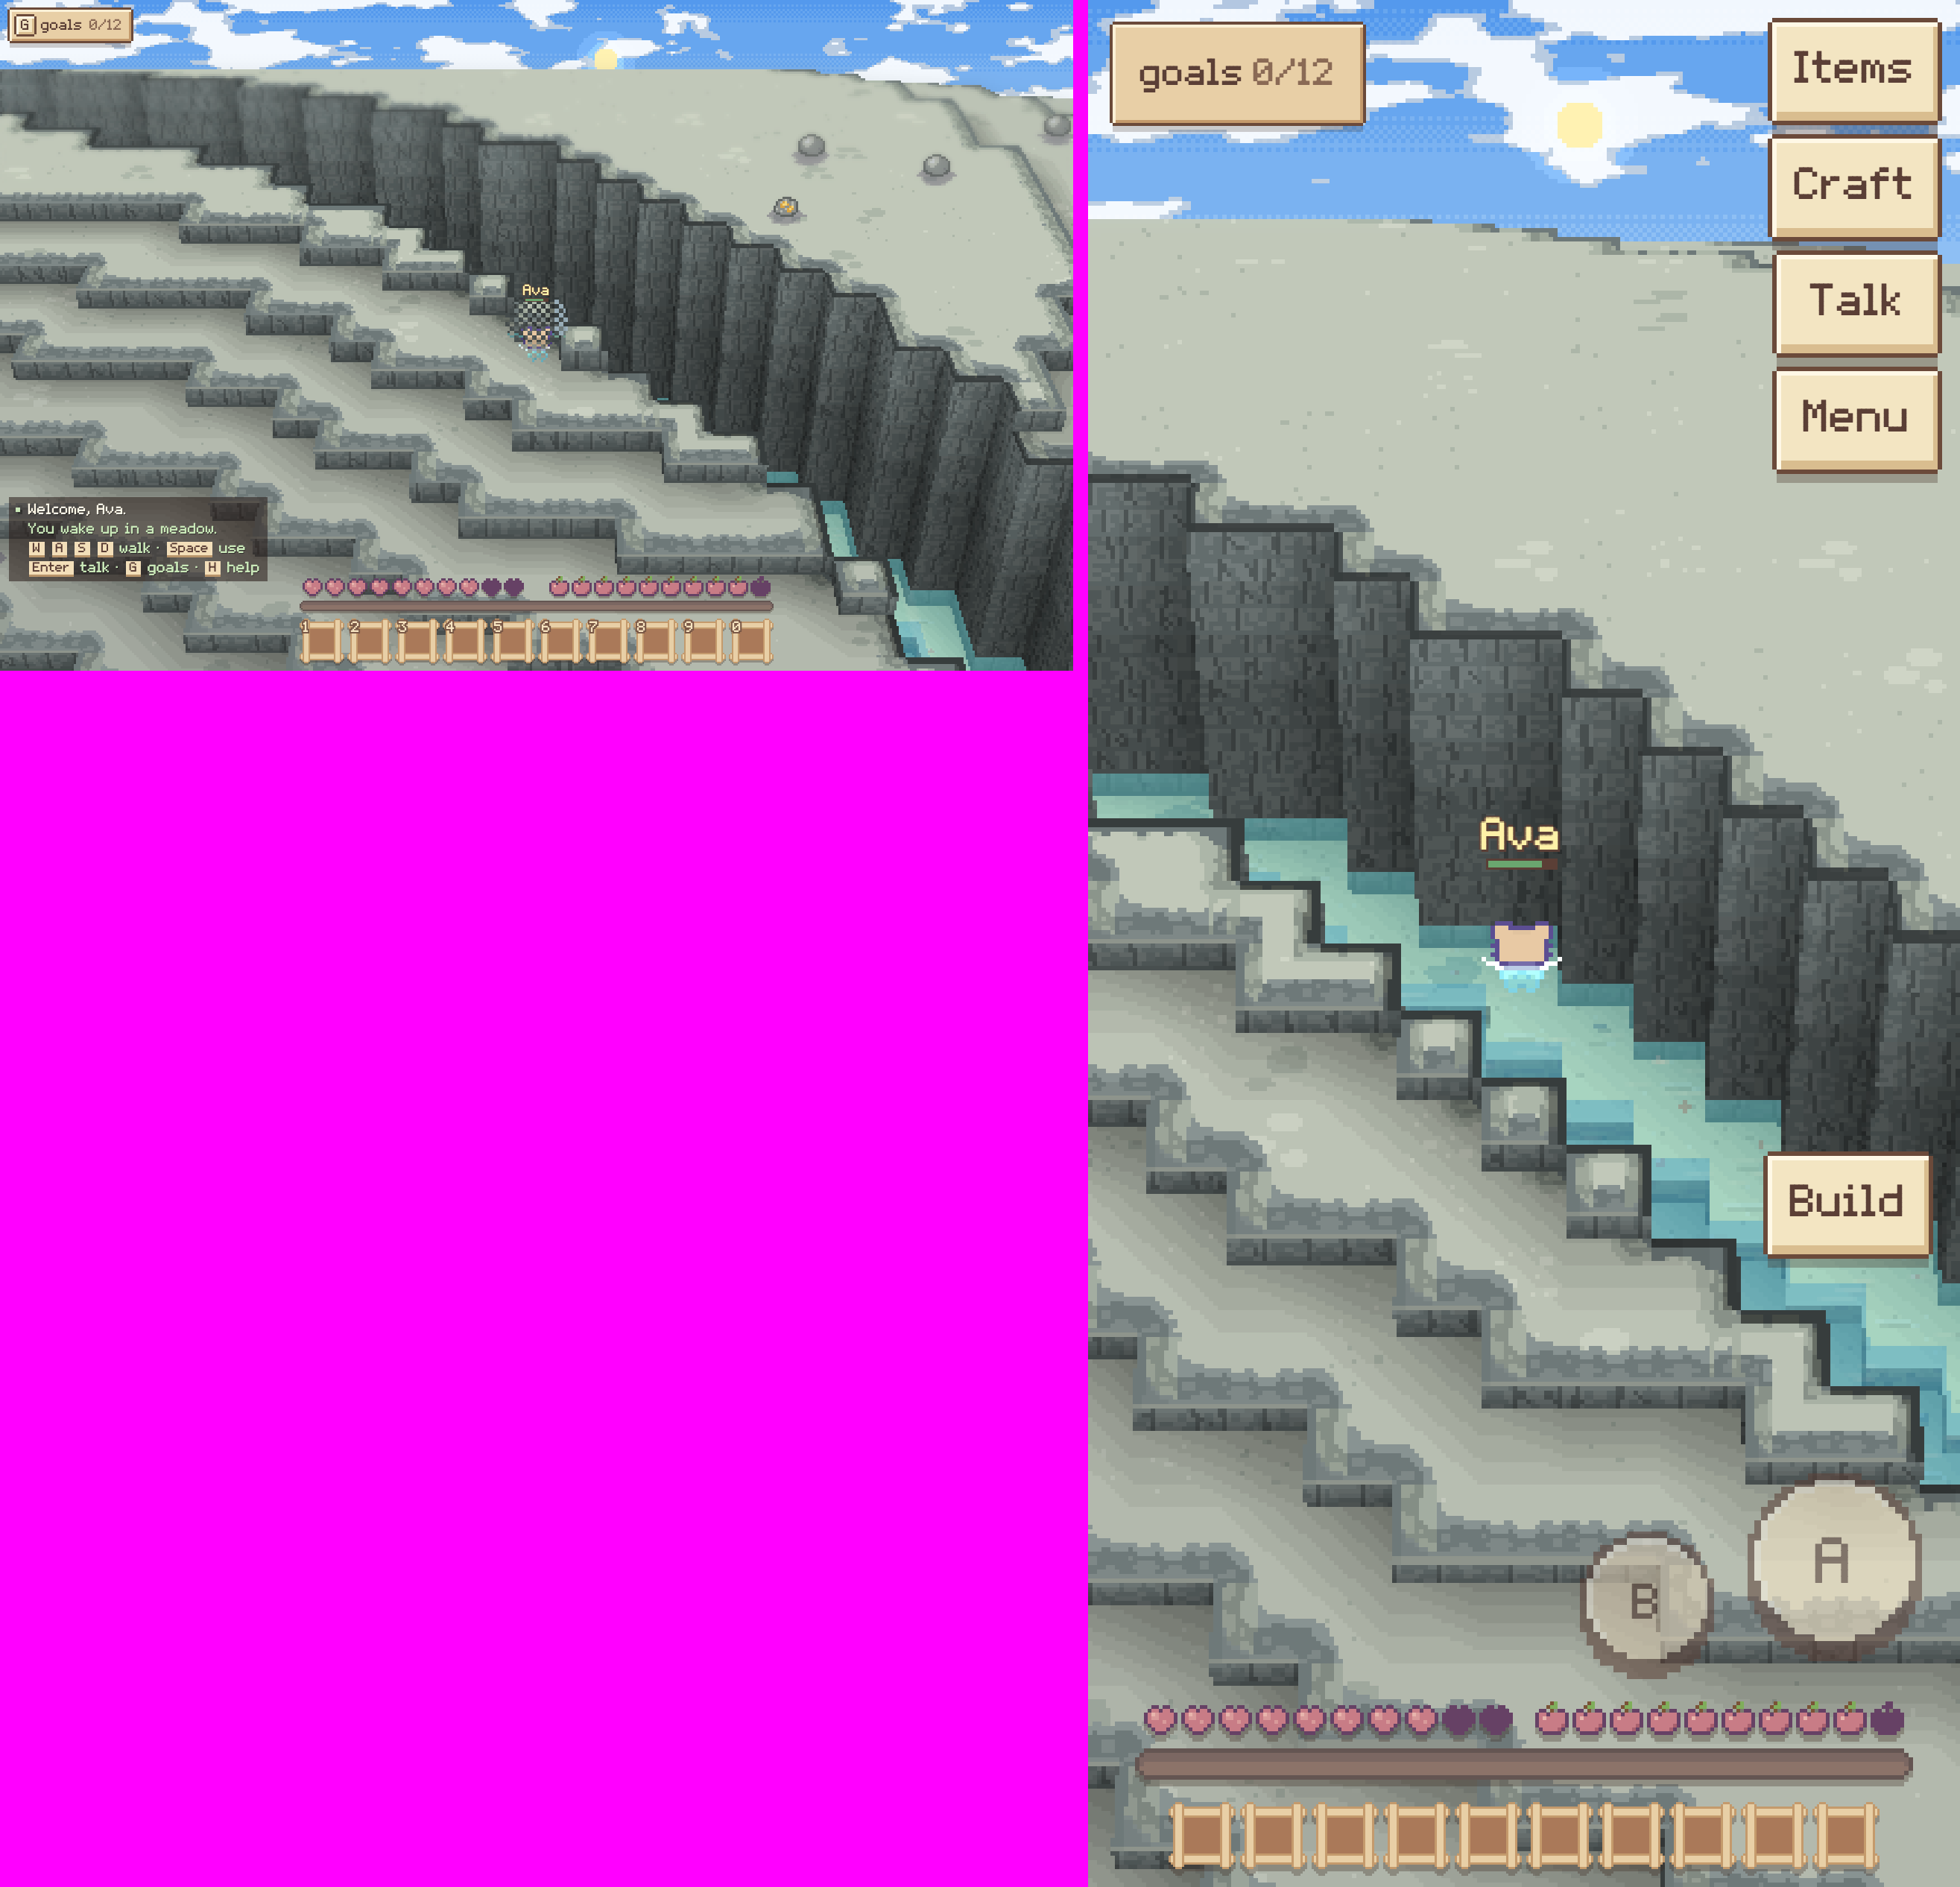 G goals 0/12
Ava
Welcome, Ava.
You wake up in a meadow.
W A S D walk · Space use
Enter talk · G goals · H help
1 2 3 4 5 6 7 8 9 0
goals 0/12
Items
Craft
Talk
Menu
Ava
Build
A
B